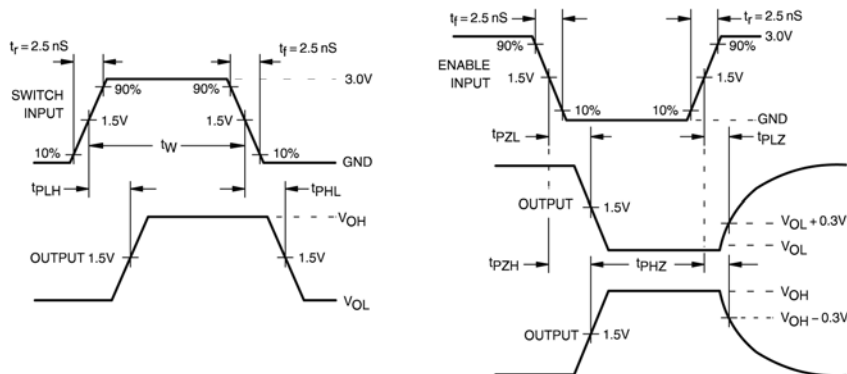 tr = 2.5 nS
tf = 2.5 nS
3.0V
SWITCH
INPUT
90%
90%
1.5V
1.5V
tW
10%
10%
GND
tPLH
tPHL
VOH
OUTPUT 1.5V
1.5V
VOL
tf = 2.5 nS
tr = 2.5 nS
3.0V
90%
90%
ENABLE
INPUT
1.5V
1.5V
10%
10%
GND
tPZL
tPLZ
OUTPUT
1.5V
VOL + 0.3V
VOL
tPZH
tPHZ
VOH
VOH – 0.3V
OUTPUT
1.5V